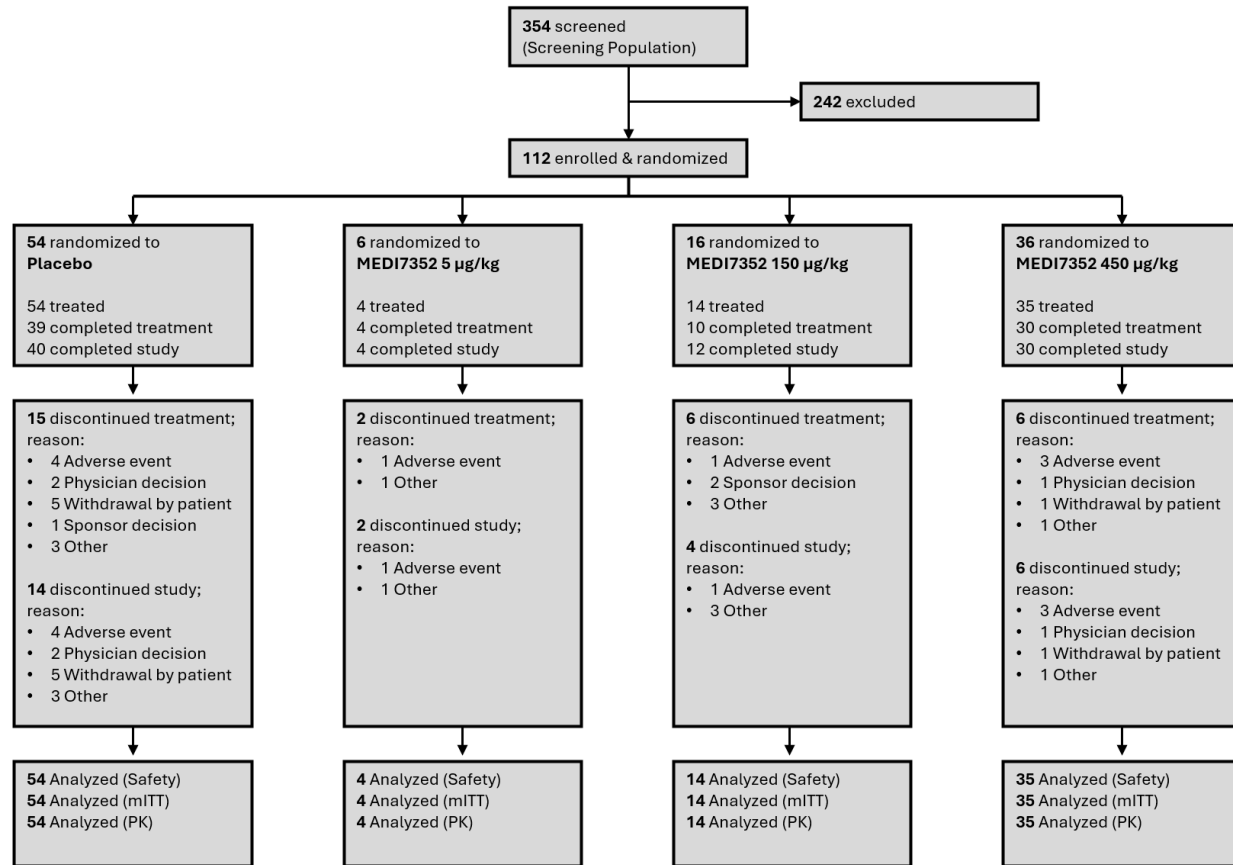 354 screened
(Screening Population)
242 excluded
112 enrolled & randomized
54 randomized to
Placebo
54 treated
39 completed treatment
40 completed study
6 randomized to
MEDI7352 5 µg/kg
4 treated
4 completed treatment
4 completed study
16 randomized to
MEDI7352 150 µg/kg
14 treated
10 completed treatment
12 completed study
36 randomized to
MEDI7352 450 µg/kg
35 treated
30 completed treatment
30 completed study
15 discontinued treatment;
reason:
• 4 Adverse event
• 2 Physician decision
• 5 Withdrawal by patient
• 1 Sponsor decision
• 3 Other
14 discontinued study;
reason:
• 4 Adverse event
• 2 Physician decision
• 5 Withdrawal by patient
• 3 Other
2 discontinued treatment;
reason:
• 1 Adverse event
• 1 Other
2 discontinued study;
reason:
• 1 Adverse event
• 1 Other
6 discontinued treatment;
reason:
• 1 Adverse event
• 2 Sponsor decision
• 3 Other
4 discontinued study;
reason:
• 1 Adverse event
• 3 Other
6 discontinued treatment;
reason:
• 3 Adverse event
• 1 Physician decision
• 1 Withdrawal by patient
• 1 Other
6 discontinued study;
reason:
• 3 Adverse event
• 1 Physician decision
• 1 Withdrawal by patient
• 1 Other
54 Analyzed (Safety)
54 Analyzed (mITT)
54 Analyzed (PK)
4 Analyzed (Safety)
4 Analyzed (mITT)
4 Analyzed (PK)
14 Analyzed (Safety)
14 Analyzed (mITT)
14 Analyzed (PK)
35 Analyzed (Safety)
35 Analyzed (mITT)
35 Analyzed (PK)